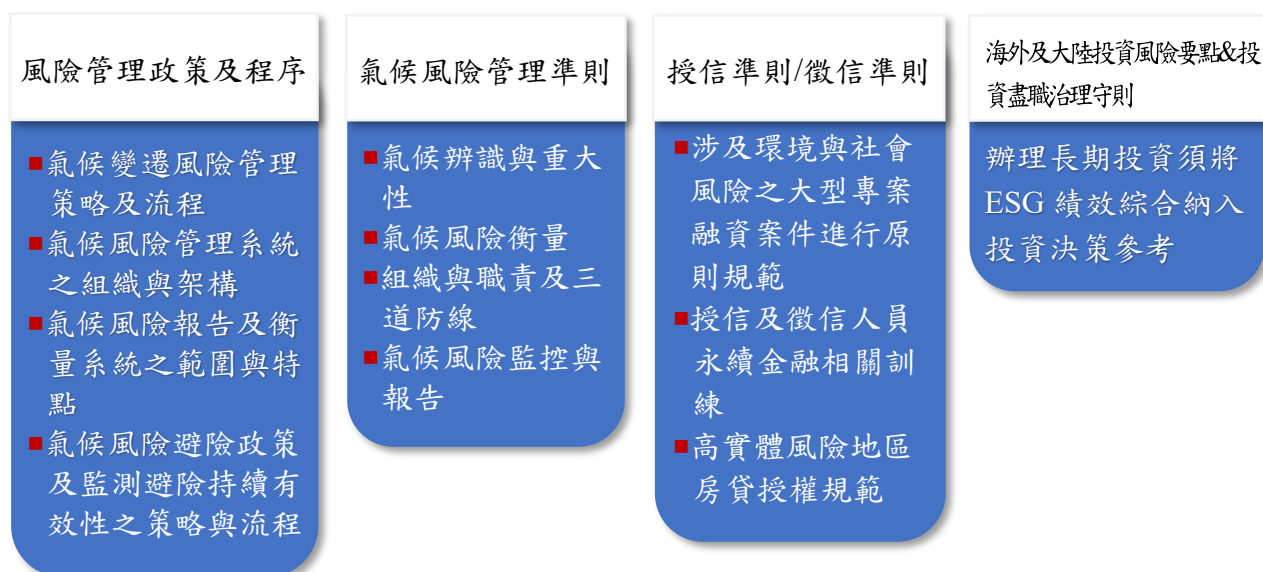 風險管理政策及程序
■氣候變遷風險管理
策略及流程
■氣候風險管理系統
之組織與架構
■氣候風險報告及衡
量系統之範圍與特
點
■氣候風險避險政策
及監測避險持續有
效性之策略與流程
氣候風險管理準則
■氣候辨識與重大
性
■氣候風險衡量
■組織與職責及三
道防線
■氣候風險監控與
報告
授信準則/徵信準則
■涉及環境與社會
風險之大型專案
融資案件進行原
則規範
■授信及徵信人員
永續金融相關訓
練
■高實體風險地區
房貸授權規範
海外及大陸投資風險要點&投
資盡職治理守則
辦理長期投資須將
ESG 績效綜合納入
投資決策參考